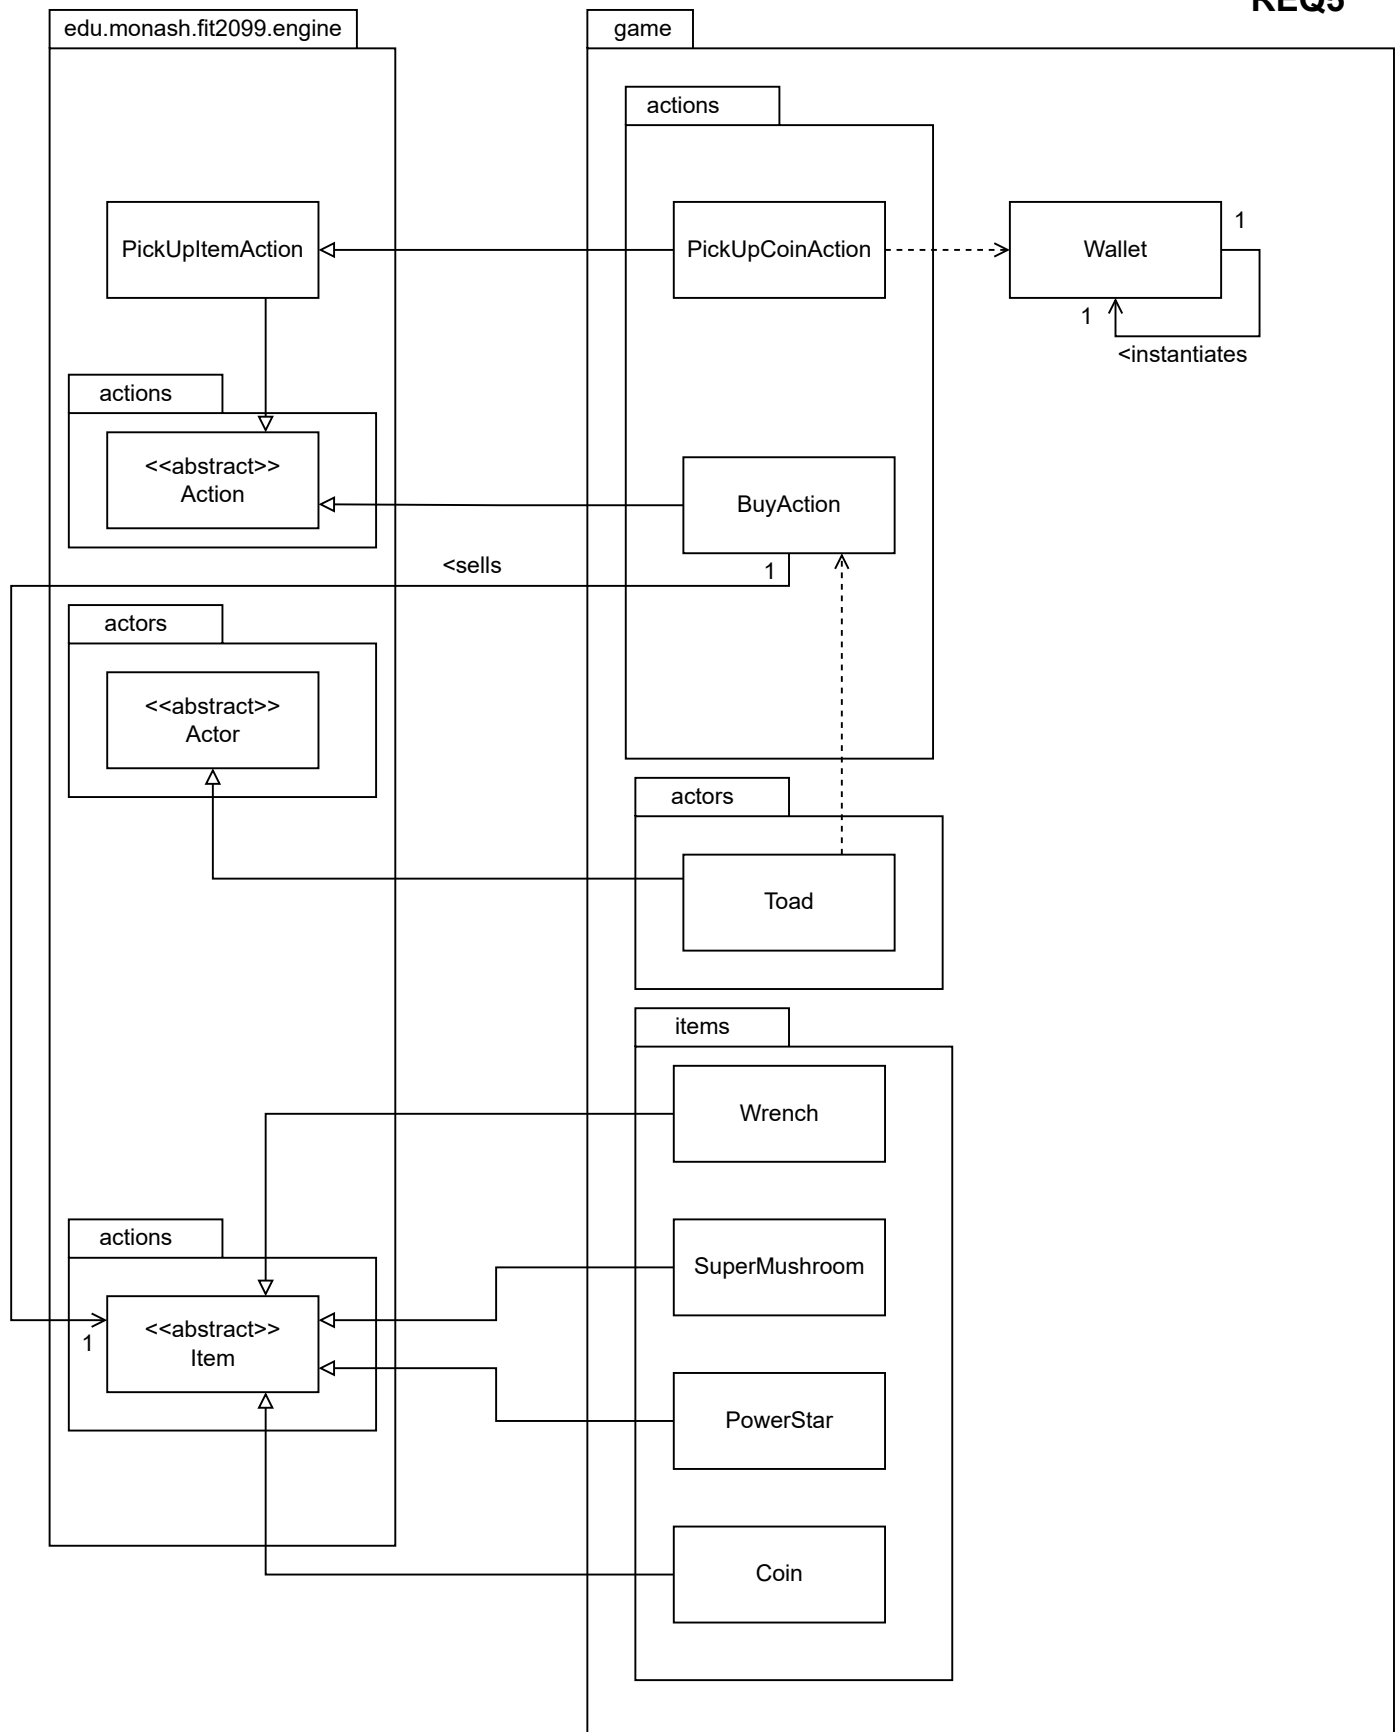 REQ5
edu.monash.fit2099.engine
game
actions
PickUpItemAction
PickUpCoinAction
Wallet
1
1
<instantiates
actions
<<abstract>>
Action
BuyAction
<sells
1
actors
<<abstract>>
Actor
actors
Toad
items
Wrench
actions
SuperMushroom
<<abstract>>
Item
1
PowerStar
Coin